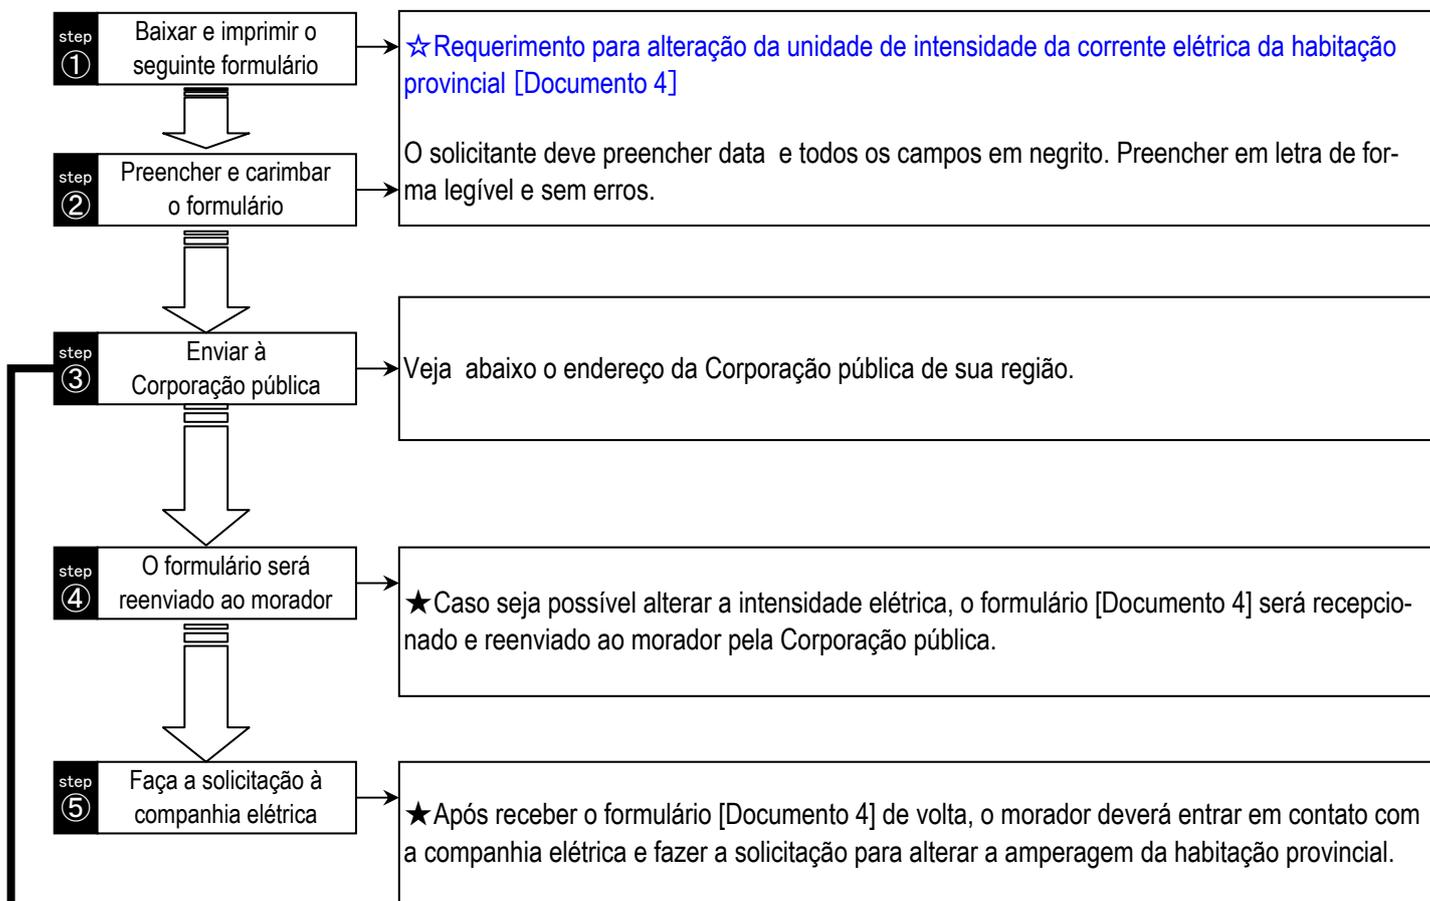 step
①
Baixar e imprimir o
seguinte formulário
☆Requerimento para alteração da unidade de intensidade da corrente elétrica da habitação
provincial [Documento 4]
O solicitante deve preencher data e todos os campos em negrito. Preencher em letra de for-
ma legível e sem erros.
step
②
Preencher e carimbar
o formulário
step
③
Enviar à
Corporação pública
Veja abaixo o endereço da Corporação pública de sua região.
step
④
O formulário será
reenviado ao morador
★Caso seja possível alterar a intensidade elétrica, o formulário [Documento 4] será recepcio-
nado e reenviado ao morador pela Corporação pública.
step
⑤
Faça a solicitação à
companhia elétrica
★Após receber o formulário [Documento 4] de volta, o morador deverá entrar em contato com
a companhia elétrica e fazer a solicitação para alterar a amperagem da habitação provincial.